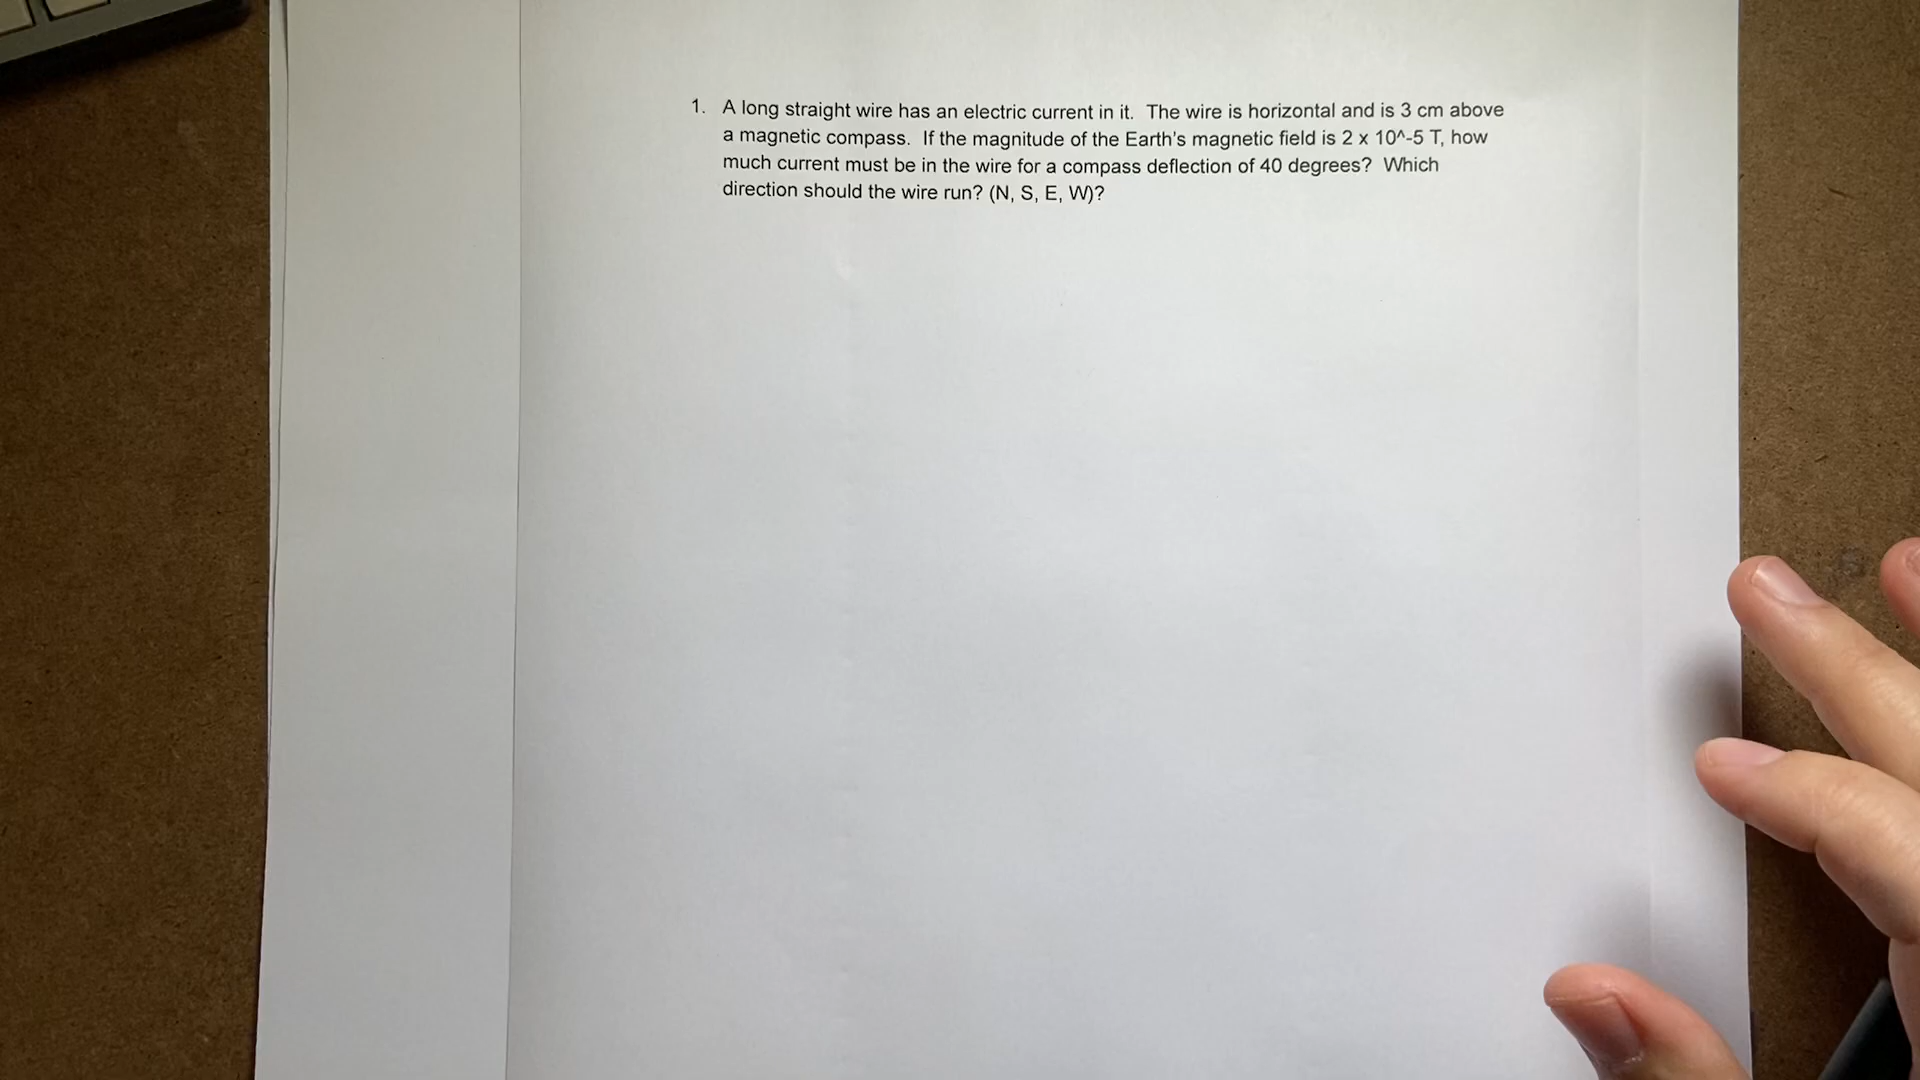 1. A long straight wire has an electric current in it. The wire is horizontal and is 3 cm above
a magnetic compass. If the magnitude of the Earth's magnetic field is 2 x 10^-5 T, how
much current must be in the wire for a compass deflection of 40 degrees? Which
direction should the wire run? (N, S, E, W)?